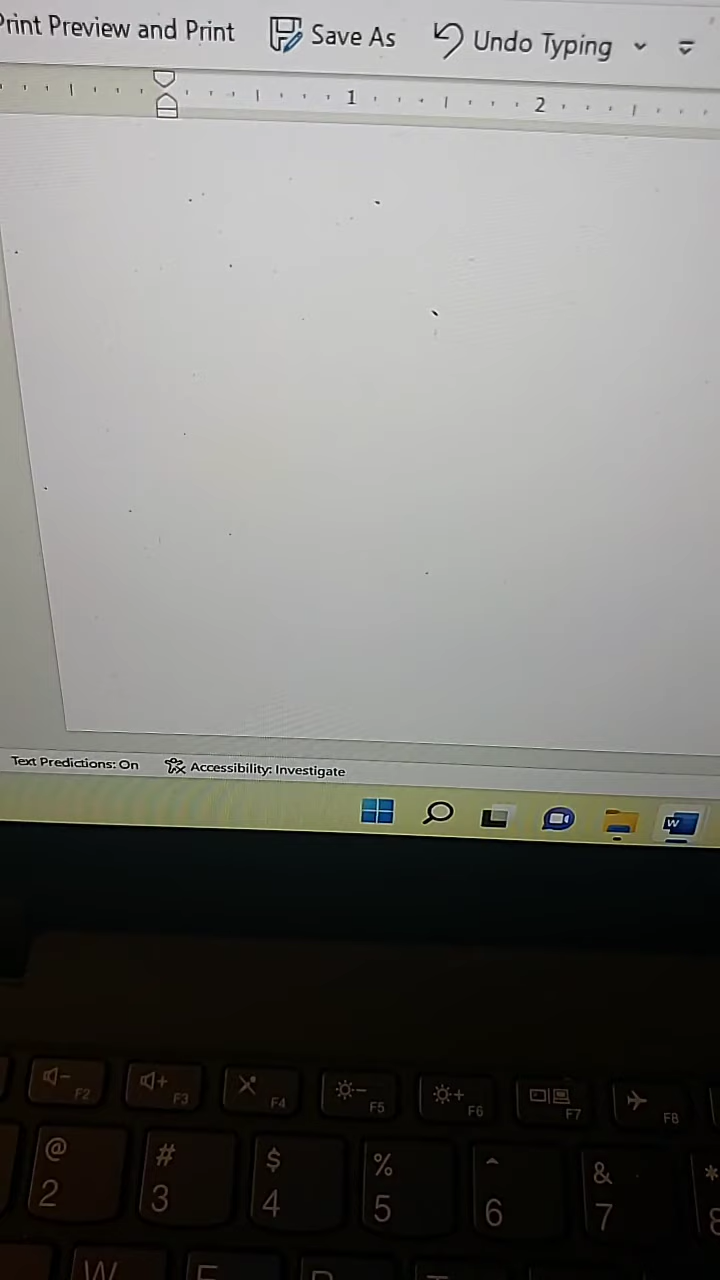 Print Preview and Print Save As Undo Typing
1 2
Text Predictions: On Accessibility: Investigate
W
F2 F3 F4 F5 F6 F7 F8
@ # $ % ^ & *
2 3 4 5 6 7 8
W